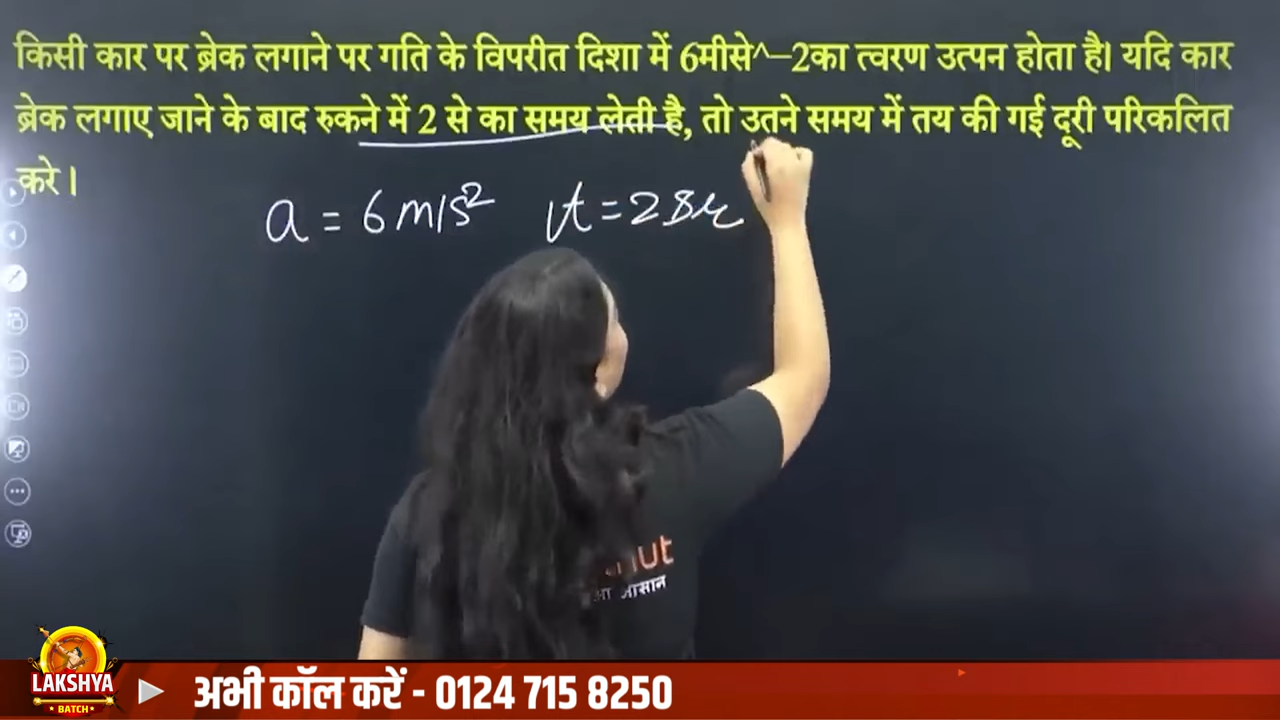 किसी कार पर ब्रेक लगाने पर गति के विपरीत दिशा में 6मीसे^–2का त्वरण उत्पन होता है। यदि कार
ब्रेक लगाए जाने के बाद रुकने में 2 से का समय लेती है, तो उतने समय में तय की गई दूरी परिकलित
करे।
a = 6 m/s² t = 2 Sec
आसान
LAKSHYA
BATCH
अभी कॉल करें - 0124 715 8250